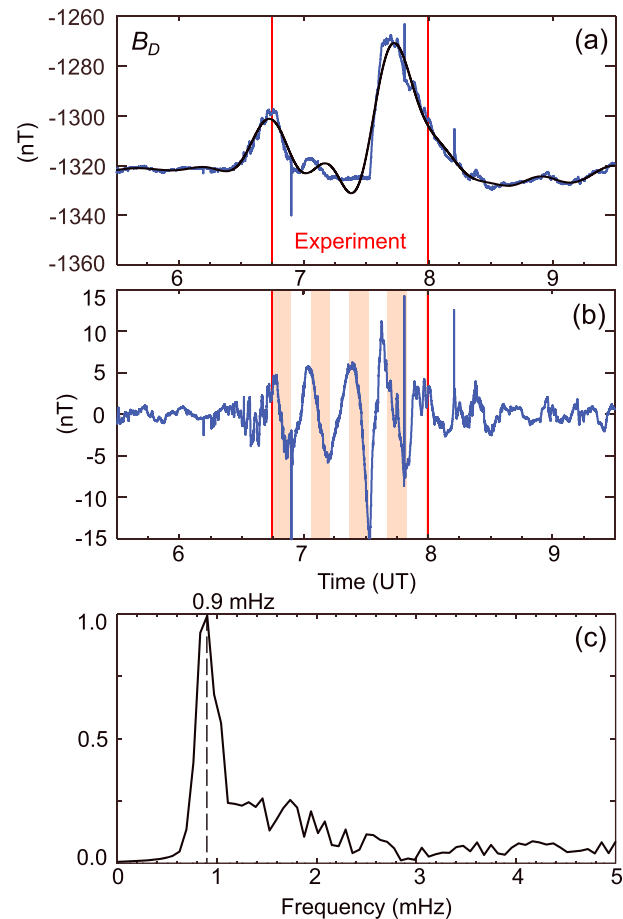 -1260
B_D
(a)
-1280
(nT)
-1300
-1320
-1340
Experiment
-1360
6 7 8 9
15
(b)
10
5
(nT)
0
-5
-10
-15
6 7 8 9
Time (UT)
0.9 mHz
1.0
(c)
0.5
0.0
0 1 2 3 4 5
Frequency (mHz)